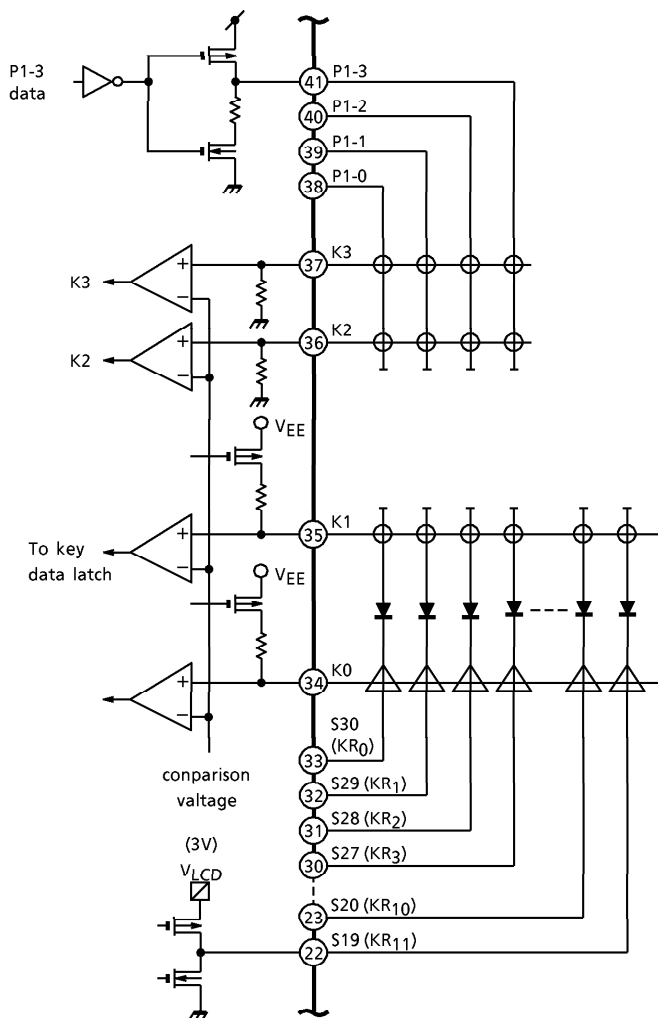 P1-3
data
41 P1-3
40 P1-2
39 P1-1
38 P1-0
K3
+
−
37 K3
K2
+
−
36 K2
VEE
To key
data latch
+
−
35 K1
VEE
+
−
34 K0
conparison
valtage
S30
(KR0)
33
32 S29 (KR1)
31 S28 (KR2)
30 S27 (KR3)
(3V)
VLCD
23 S20 (KR10)
22 S19 (KR11)